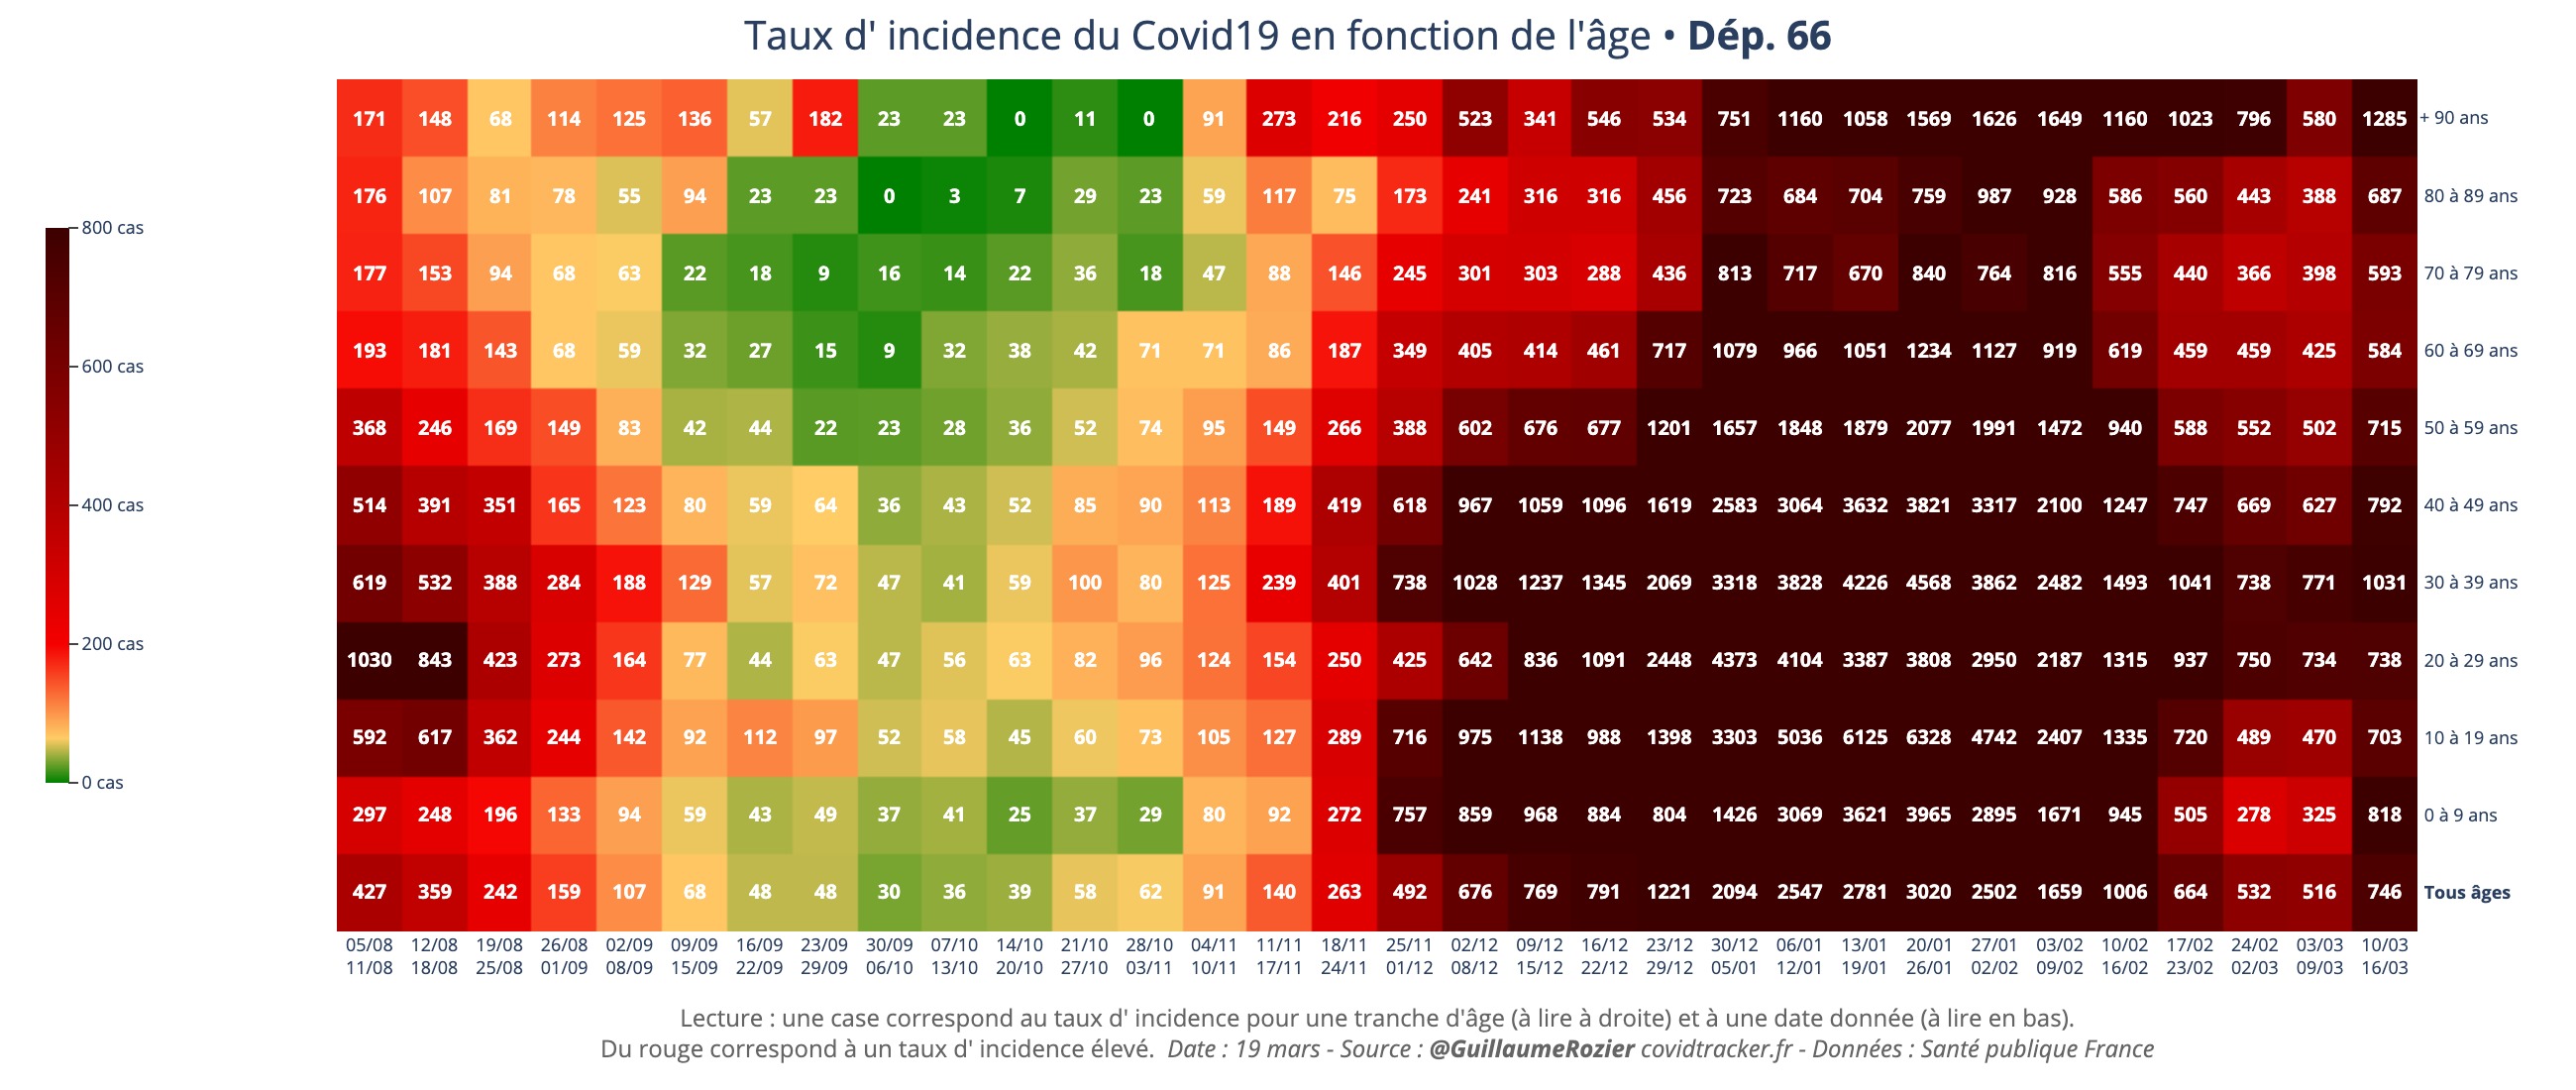 Taux d' incidence du Covid19 en fonction de l'âge • Dép. 66
171 148 68 114 125 136 57 182 23 23 0 11 0 91 273 216 250 523 341 546 534 751 1160 1058 1569 1626 1649 1160 1023 796 580 1285 + 90 ans
176 107 81 78 55 94 23 23 0 3 7 29 23 59 117 75 173 241 316 316 456 723 684 704 759 987 928 586 560 443 388 687 80 à 89 ans
800 cas
177 153 94 68 63 22 18 9 16 14 22 36 18 47 88 146 245 301 303 288 436 813 717 670 840 764 816 555 440 366 398 593 70 à 79 ans
193 181 143 68 59 32 27 15 9 32 38 42 71 71 86 187 349 405 414 461 717 1079 966 1051 1234 1127 919 619 459 459 425 584 60 à 69 ans
600 cas
368 246 169 149 83 42 44 22 23 28 36 52 74 95 149 266 388 602 676 677 1201 1657 1848 1879 2077 1991 1472 940 588 552 502 715 50 à 59 ans
400 cas
514 391 351 165 123 80 59 64 36 43 52 85 90 113 189 419 618 967 1059 1096 1619 2583 3064 3632 3821 3317 2100 1247 747 669 627 792 40 à 49 ans
619 532 388 284 188 129 57 72 47 41 59 100 80 125 239 401 738 1028 1237 1345 2069 3318 3828 4226 4568 3862 2482 1493 1041 738 771 1031 30 à 39 ans
200 cas
1030 843 423 273 164 77 44 63 47 56 63 82 96 124 154 250 425 642 836 1091 2448 4373 4104 3387 3808 2950 2187 1315 937 750 734 738 20 à 29 ans
592 617 362 244 142 92 112 97 52 58 45 60 73 105 127 289 716 975 1138 988 1398 3303 5036 6125 6328 4742 2407 1335 720 489 470 703 10 à 19 ans
0 cas
297 248 196 133 94 59 43 49 37 41 25 37 29 80 92 272 757 859 968 884 804 1426 3069 3621 3965 2895 1671 945 505 278 325 818 0 à 9 ans
427 359 242 159 107 68 48 48 30 36 39 58 62 91 140 263 492 676 769 791 1221 2094 2547 2781 3020 2502 1659 1006 664 532 516 746 Tous âges
05/08 12/08 19/08 26/08 02/09 09/09 16/09 23/09 30/09 07/10 14/10 21/10 28/10 04/11 11/11 18/11 25/11 02/12 09/12 16/12 23/12 30/12 06/01 13/01 20/01 27/01 03/02 10/02 17/02 24/02 03/03 10/03
11/08 18/08 25/08 01/09 08/09 15/09 22/09 29/09 06/10 13/10 20/10 27/10 03/11 10/11 17/11 24/11 01/12 08/12 15/12 22/12 29/12 05/01 12/01 19/01 26/01 02/02 09/02 16/02 23/02 02/03 09/03 16/03
Lecture : une case correspond au taux d' incidence pour une tranche d'âge (à lire à droite) et à une date donnée (à lire en bas).
Du rouge correspond à un taux d' incidence élevé. Date : 19 mars - Source : @GuillaumeRozier covidtracker.fr - Données : Santé publique France